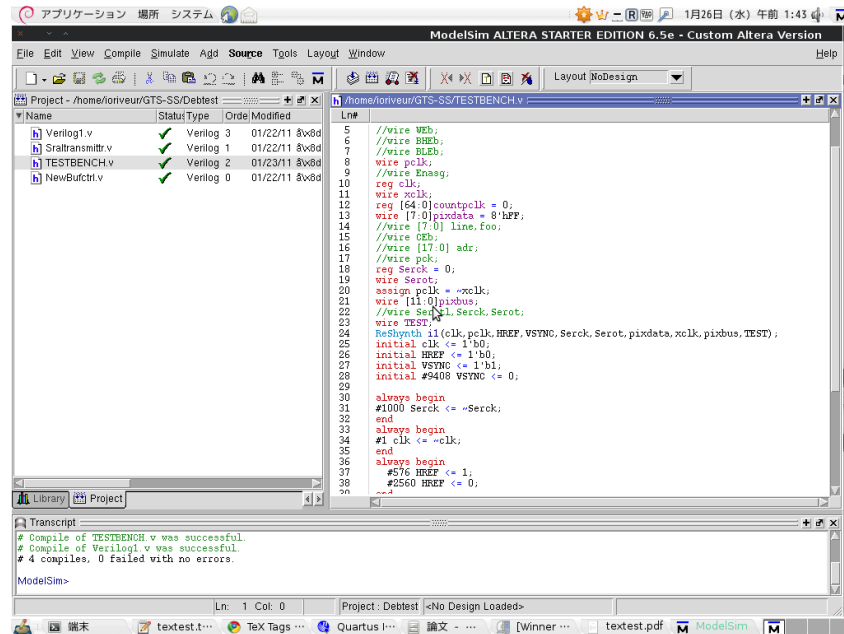 アプリケーション 場所 システム R 1月26日 (水) 午前 1:43
ModelSim ALTERA STARTER EDITION 6.5e - Custom Altera Version
File Edit View Compile Simulate Add Source Tools Layout Window Help
Layout NoDesign
Project - /home/ioriveur/GTS-SS/Debtest
Name Status Type Orde Modified
Verilog1.v Verilog 3 01/22/11
Sraltransmittr.v Verilog 1 01/22/11
TESTBENCH.v Verilog 2 01/23/11
NewBufctrl.v Verilog 0 01/22/11
Library Project
/home/ioriveur/GTS-SS/TESTBENCH.v
Ln#
5 //wire WEb;
6 //wire BHEb;
7 //wire BLEb;
8 wire pclk;
9 //wire Enasg;
10 reg clk;
11 wire xclk;
12 reg [64:0]countpclk = 0;
13 wire [7:0]pixdata = 8'hFF;
14 //wire [7:0] line,foo;
15 //wire CEb;
16 //wire [17:0] adr;
17 //wire pck;
18 reg Serck = 0;
19 wire Serot;
20 assign pclk = ~xclk;
21 wire [11:0]pixbus;
22 //wire Serck, Serot;
23 wire TEST;
24 ReShynth i1(clk,pclk,HREF,VSYNC,Serck,Serot,pixdata,xclk,pixbus,TEST);
25 initial clk <= 1'b0;
26 initial HREF <= 1'b0;
27 initial VSYNC <= 1'b1;
28 initial #9408 VSYNC <= 0;
29
30 always begin
31 #1000 Serck <= ~Serck;
32 end
33 always begin
34 #1 clk <= ~clk;
35 end
36 always begin
37 #576 HREF <= 1;
38 #2560 HREF <= 0;
Transcript
# Compile of TESTBENCH.v was successful.
# Compile of Verilog1.v was successful.
# 4 compiles, 0 failed with no errors.
ModelSim>
Ln: 1 Col: 0 Project : Debtest <No Design Loaded>
端末 textest.t⋯ TeX Tags ⋯ Quartus I⋯ 論文 - ⋯ [Winner ⋯ textest.pdf ModelSim